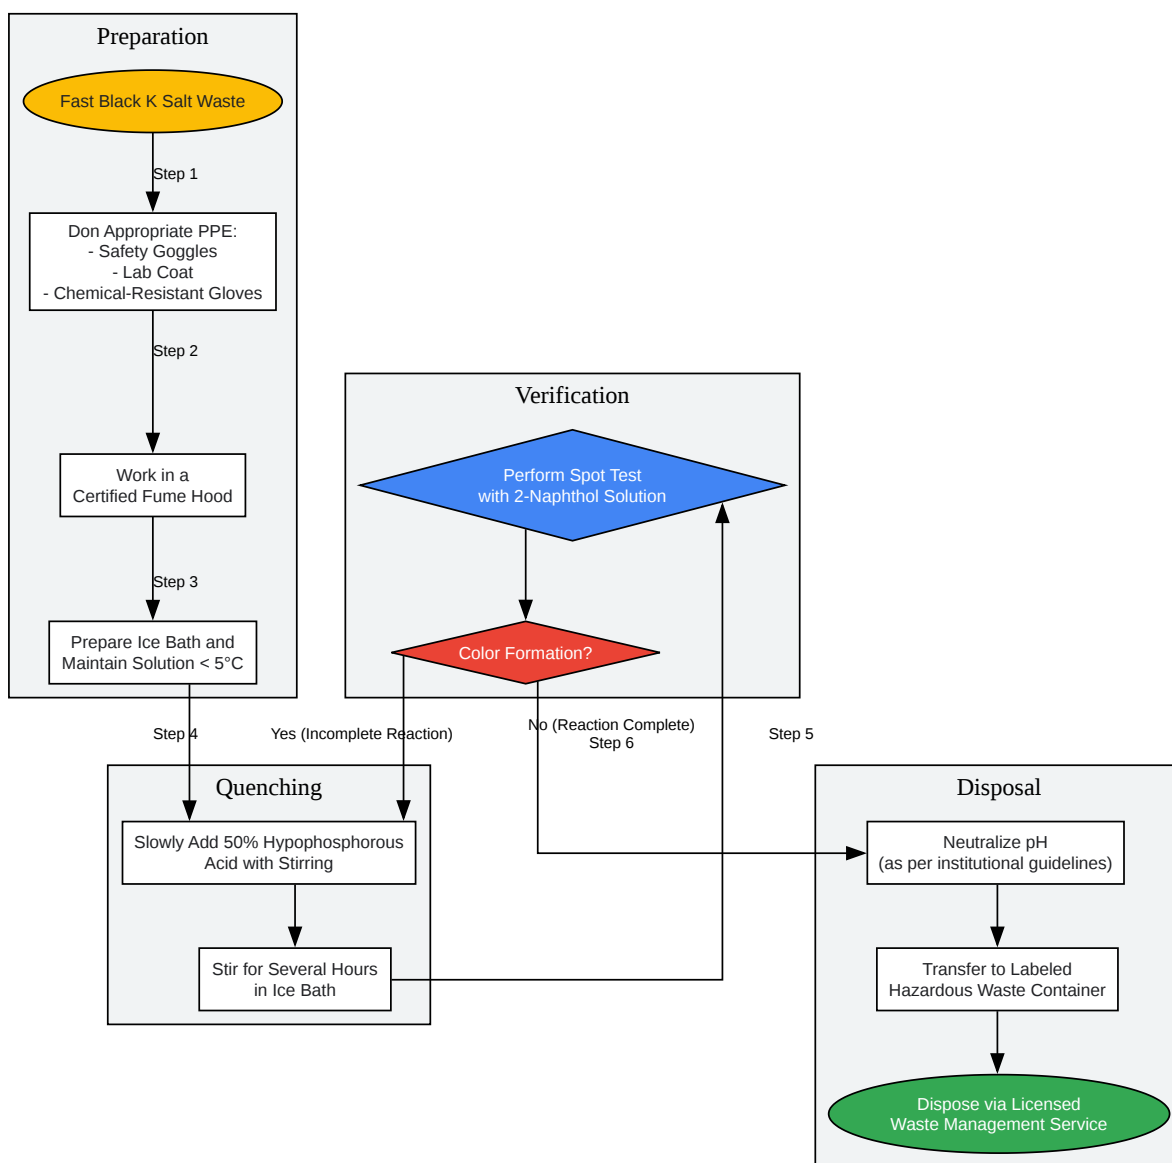 Preparation
Fast Black K Salt Waste
Step 1
Don Appropriate PPE:
- Safety Goggles
- Lab Coat
- Chemical-Resistant Gloves
Step 2
Work in a
Certified Fume Hood
Step 3
Prepare Ice Bath and
Maintain Solution < 5°C
Step 4
Verification
Perform Spot Test
with 2-Naphthol Solution
Color Formation?
Yes (Incomplete Reaction)
No (Reaction Complete)
Step 6
Step 5
Quenching
Slowly Add 50% Hypophosphorous
Acid with Stirring
Stir for Several Hours
in Ice Bath
Disposal
Neutralize pH
(as per institutional guidelines)
Transfer to Labeled
Hazardous Waste Container
Dispose via Licensed
Waste Management Service